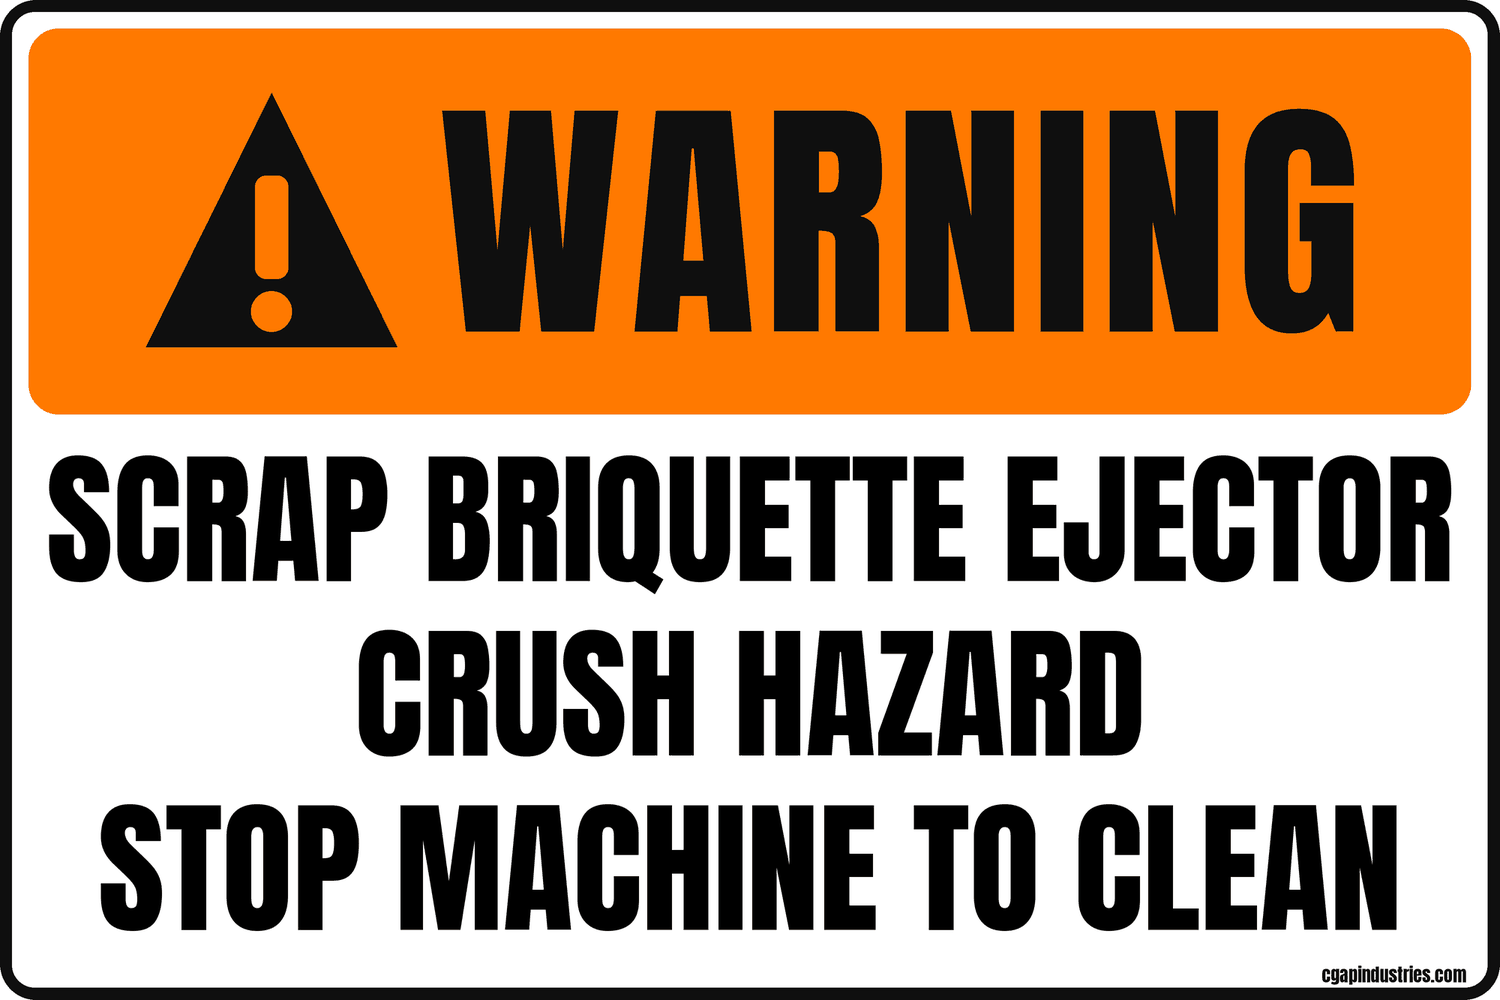 WARNING
SCRAP BRIQUETTE EJECTOR
CRUSH HAZARD
STOP MACHINE TO CLEAN
cgapindustries.com